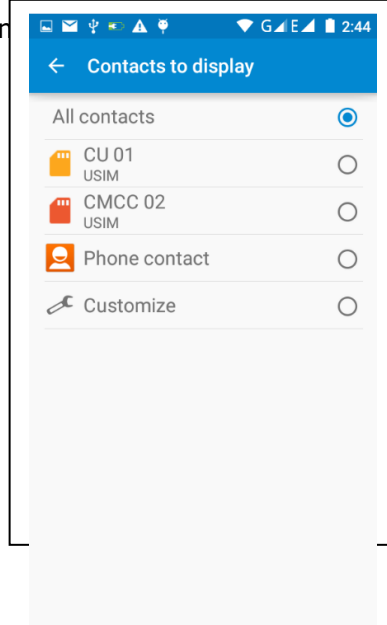 n
G E 2:44
Contacts to display
All contacts
CU 01
USIM
CMCC 02
USIM
Phone contact
Customize